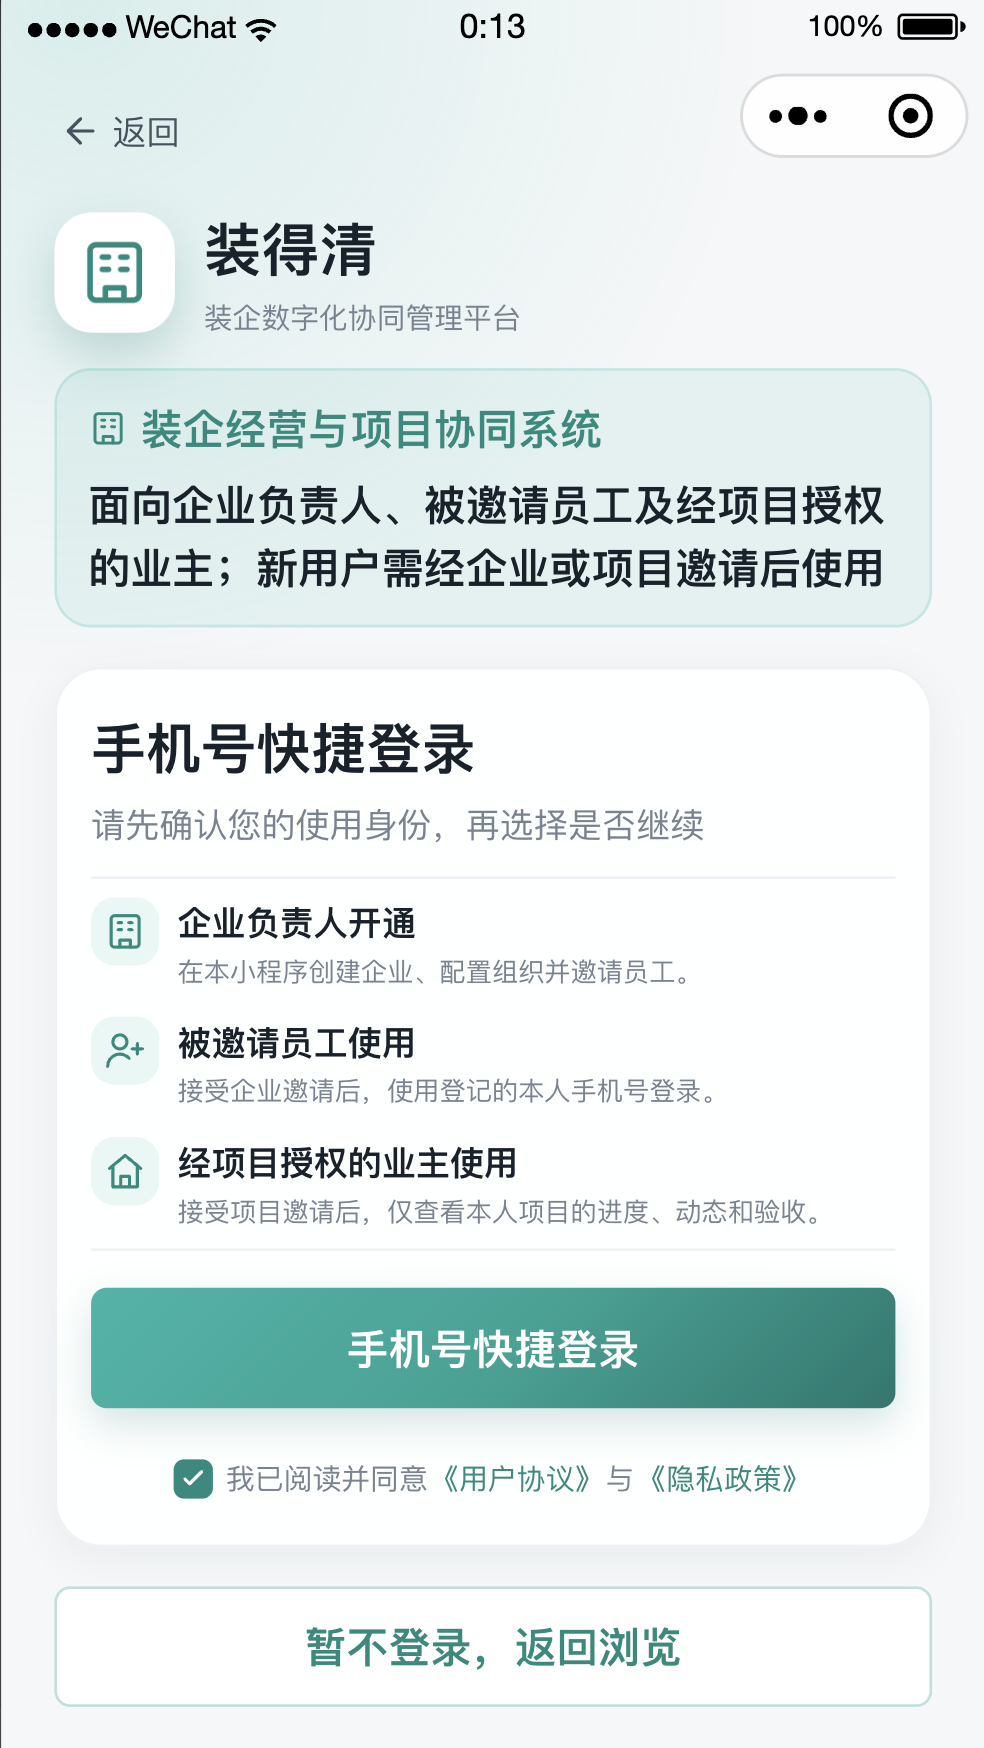 ●●●●● WeChat 0:13 100%
← 返回
装得清
装企数字化协同管理平台
装企经营与项目协同系统
面向企业负责人、被邀请员工及经项目授权
的业主；新用户需经企业或项目邀请后使用
手机号快捷登录
请先确认您的使用身份，再选择是否继续
企业负责人开通
在本小程序创建企业、配置组织并邀请员工。
被邀请员工使用
接受企业邀请后，使用登记的本人手机号登录。
经项目授权的业主使用
接受项目邀请后，仅查看本人项目的进度、动态和验收。
手机号快捷登录
我已阅读并同意《用户协议》与《隐私政策》
暂不登录，返回浏览